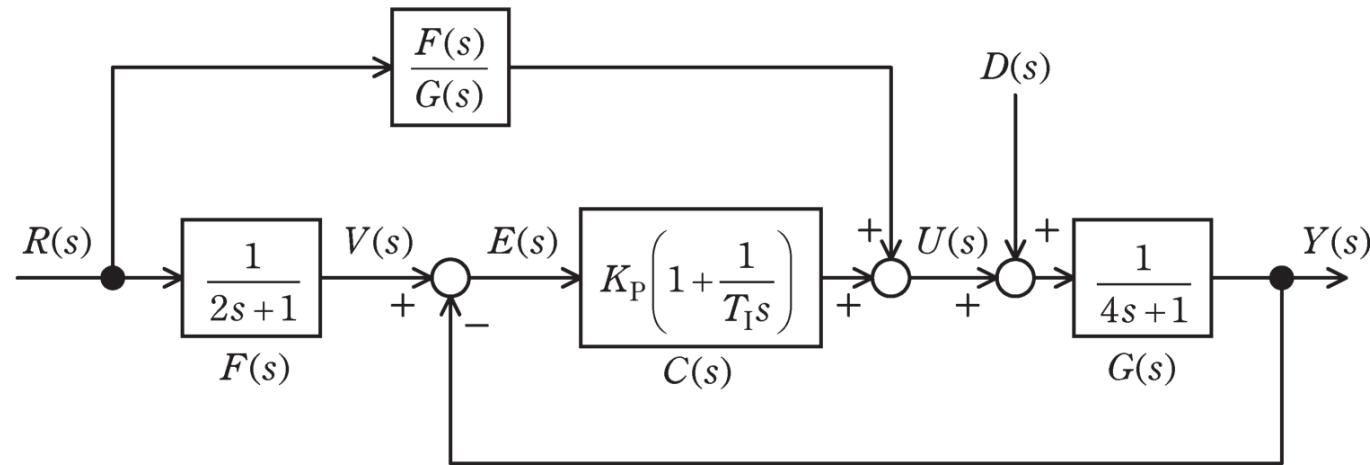 F(s)
G(s)
D(s)
R(s)
1
2s+1
F(s)
V(s)
+
−
E(s)
K_P(1+1/(T_I s))
C(s)
+
+
U(s)
+
+
1
4s+1
G(s)
Y(s)